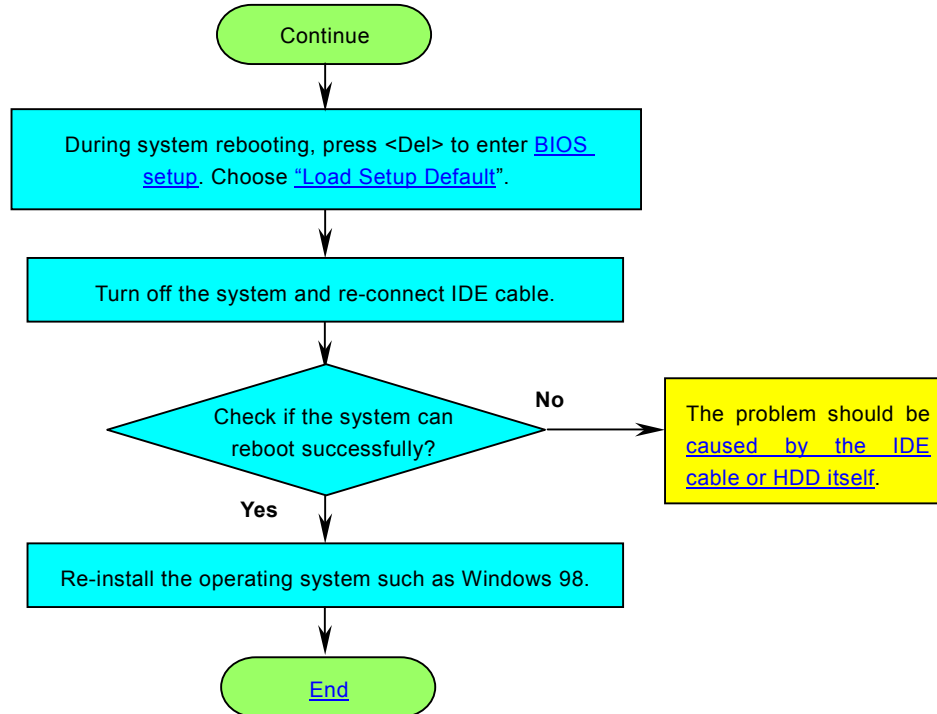 Continue
During system rebooting, press <Del> to enter BIOS
setup. Choose “Load Setup Default”.
Turn off the system and re-connect IDE cable.
Check if the system can
reboot successfully?
No
The problem should be
caused by the IDE
cable or HDD itself.
Yes
Re-install the operating system such as Windows 98.
End